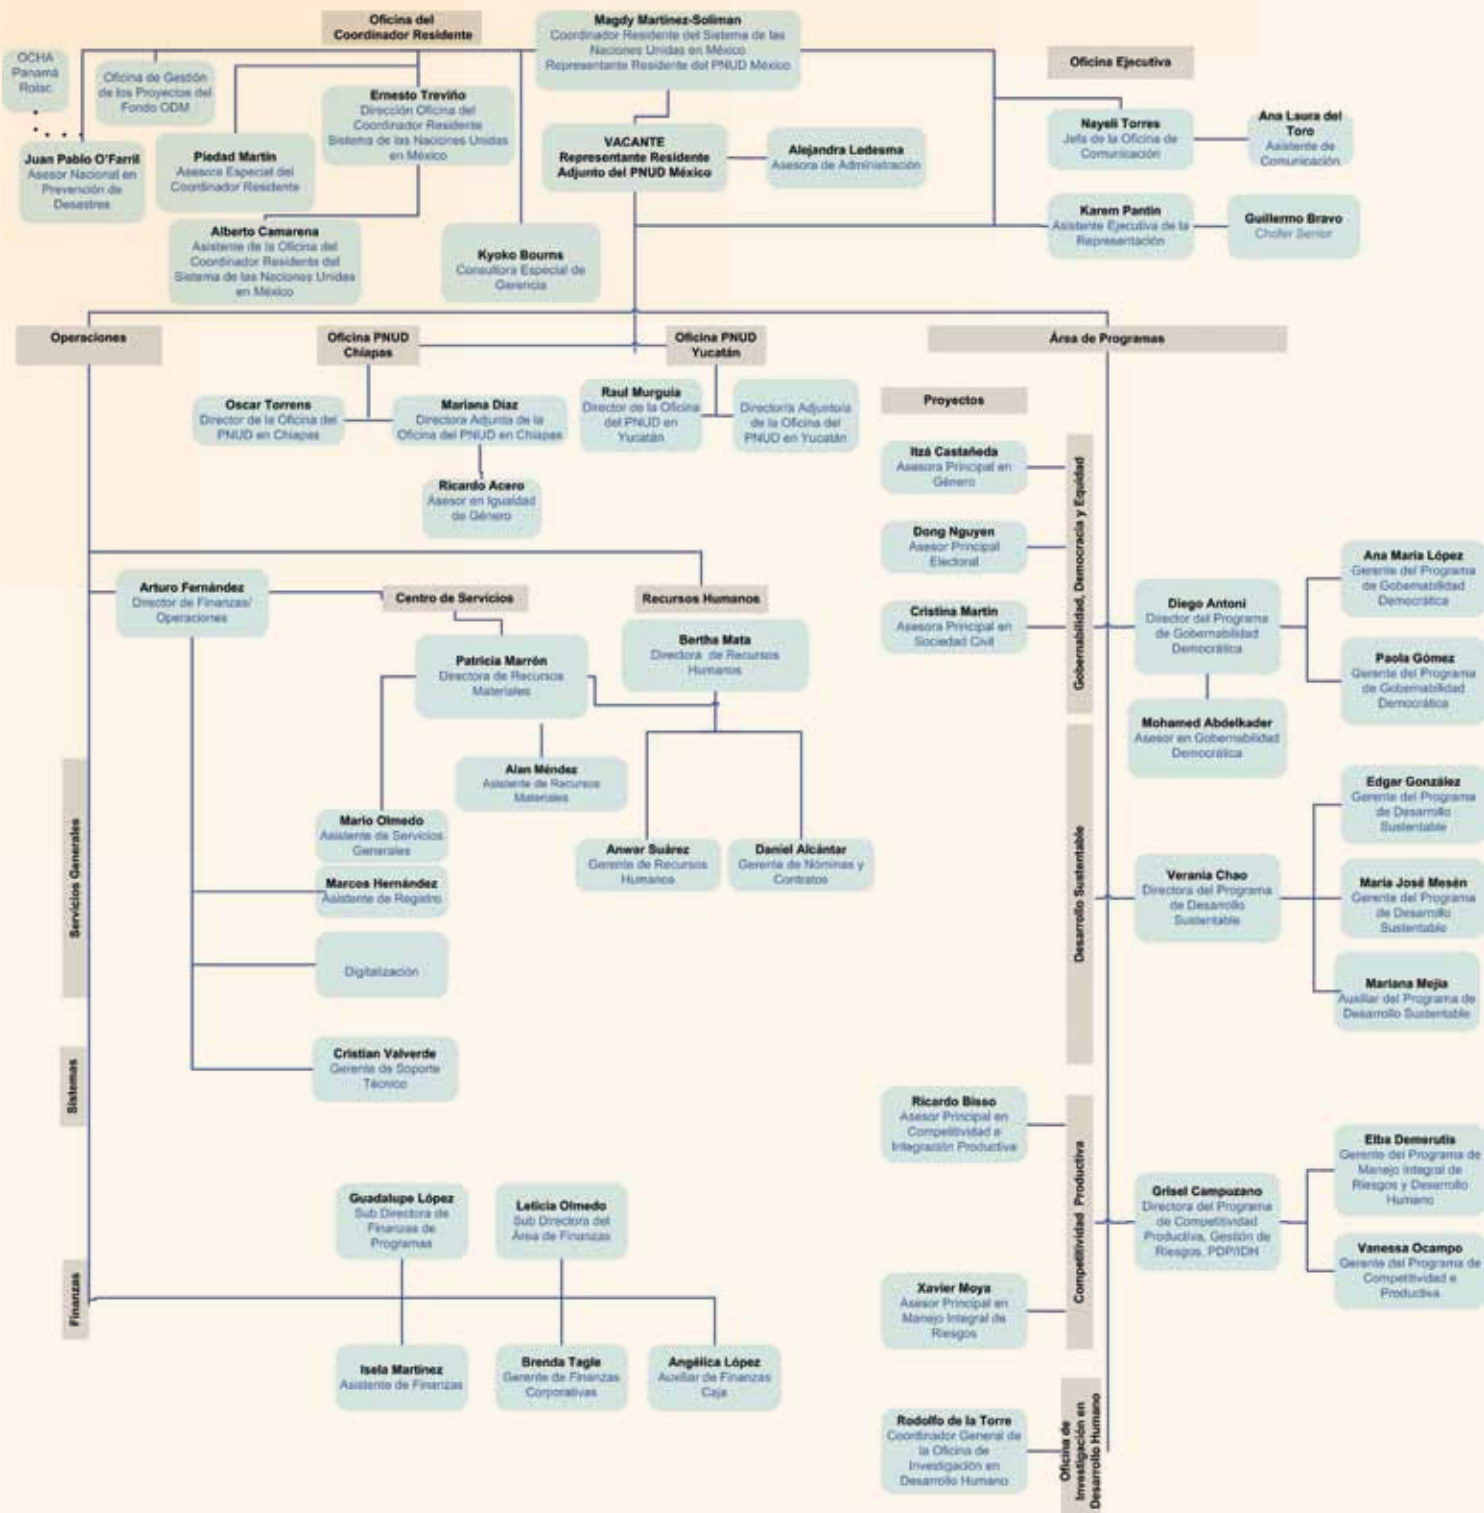 Oficina del
Coordinador Residente
Magdy Martínez-Soliman
Coordinador Residente del Sistema de las
Naciones Unidas en México
Representante Residente del PNUD México
Oficina Ejecutiva
OCHA
Panamá
Rolac
Oficina de Gestión
de los Proyectos del
Fondo ODM
Ernesto Treviño
Dirección Oficina del
Coordinador Residente
Sistema de las Naciones Unidas
en México
Juan Pablo O'Farril
Asesor Nacional en
Prevención de
Desastres
Piedad Martín
Asesora Especial del
Coordinador Residente
VACANTE
Representante Residente
Adjunto del PNUD México
Alejandra Ledesma
Asesora de Administración
Nayeli Torres
Jefa de la Oficina de
Comunicación
Ana Laura del
Toro
Asistente de
Comunicación
Alberto Camarena
Asistente de la Oficina del
Coordinador Residente del
Sistema de las Naciones Unidas
en México
Kyoko Bourns
Consultora Especial de
Gerencia
Karem Pantin
Asistente Ejecutiva de la
Representación
Guillermo Bravo
Chofer Senior
Operaciones
Oficina PNUD
Chiapas
Oficina PNUD
Yucatán
Área de Programas
Oscar Torrens
Director de la Oficina del
PNUD en Chiapas
Mariana Díaz
Directora Adjunta de la
Oficina del PNUD en Chiapas
Raul Murguia
Director de la Oficina
del PNUD en
Yucatán
Director/a Adjunto/a
de la Oficina del
PNUD en Yucatán
Ricardo Acero
Asesor en Igualdad
de Género
Proyectos
Gobernabilidad, Democracia y Equidad
Itzá Castañeda
Asesora Principal en
Género
Dong Nguyen
Asesor Principal
Electoral
Cristina Martin
Asesora Principal en
Sociedad Civil
Diego Antoni
Director del Programa
de Gobernabilidad
Democrática
Ana María López
Gerente del Programa
de Gobernabilidad
Democrática
Paola Gómez
Gerente del Programa
de Gobernabilidad
Democrática
Mohamed Abdelkader
Asesor en Gobernabilidad
Democrática
Arturo Fernández
Director de Finanzas/
Operaciones
Centro de Servicios
Recursos Humanos
Patricia Marrón
Directora de Recursos
Materiales
Bertha Mata
Directora de Recursos
Humanos
Alan Méndez
Asistente de Recursos
Materiales
Servicios Generales
Mario Olmedo
Asistente de Servicios
Generales
Anwar Suárez
Gerente de Recursos
Humanos
Daniel Alcántar
Gerente de Nóminas y
Contratos
Marcos Hernández
Asistente de Registro
Digitalización
Sistemas
Cristian Valverde
Gerente de Soporte
Técnico
Desarrollo Sustentable
Verania Chao
Directora del Programa
de Desarrollo
Sustentable
Edgar González
Gerente del Programa
de Desarrollo
Sustentable
María José Mesén
Gerente del Programa
de Desarrollo
Sustentable
Mariana Mejía
Auxiliar del Programa de
Desarrollo Sustentable
Finanzas
Guadalupe López
Sub Directora de
Finanzas de
Programas
Leticia Olmedo
Sub Directora del
Área de Finanzas
Isela Martínez
Asistente de Finanzas
Brenda Tagle
Gerente de Finanzas
Corporativas
Angélica López
Auxiliar de Finanzas
Caja
Competitividad Productiva
Ricardo Bisso
Asesor Principal en
Competitividad e
Integración Productiva
Grisel Campuzano
Directora del Programa
de Competitividad
Productiva, Gestión de
Riesgos, PDP/IDH
Elba Demerutis
Gerente del Programa de
Manejo Integral de
Riesgos y Desarrollo
Humano
Vanessa Ocampo
Gerente del Programa de
Competitividad e
Productiva
Xavier Moya
Asesor Principal en
Manejo Integral de
Riesgos
Oficina de
Investigación en
Desarrollo Humano
Rodolfo de la Torre
Coordinador General de
la Oficina de
Investigación en
Desarrollo Humano